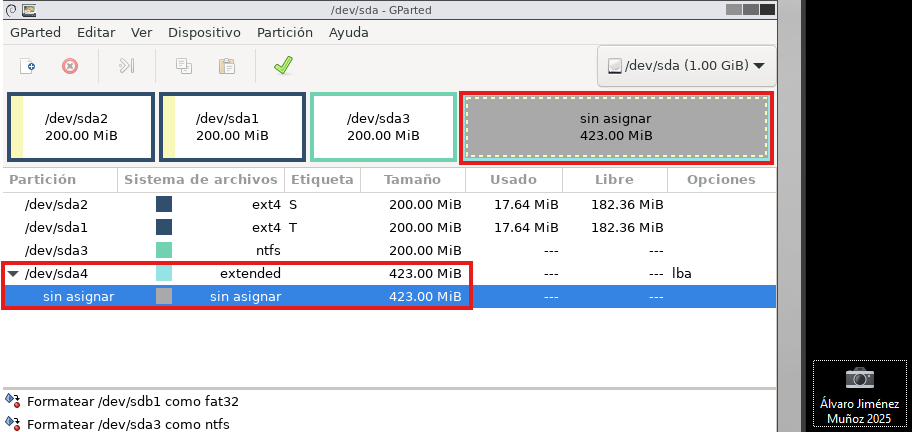 /dev/sda - GParted
GParted Editar Ver Dispositivo Partición Ayuda
/dev/sda (1.00 GiB)
/dev/sda2 /dev/sda1 /dev/sda3 sin asignar
200.00 MiB 200.00 MiB 200.00 MiB 423.00 MiB
Partición Sistema de archivos Etiqueta Tamaño Usado Libre Opciones
/dev/sda2 ext4 S 200.00 MiB 17.64 MiB 182.36 MiB
/dev/sda1 ext4 T 200.00 MiB 17.64 MiB 182.36 MiB
/dev/sda3 ntfs 200.00 MiB --- ---
/dev/sda4 extended 423.00 MiB --- --- lba
sin asignar sin asignar 423.00 MiB --- ---
Formatear /dev/sdb1 como fat32
Formatear /dev/sda3 como ntfs
Álvaro Jiménez
Muñoz 2025